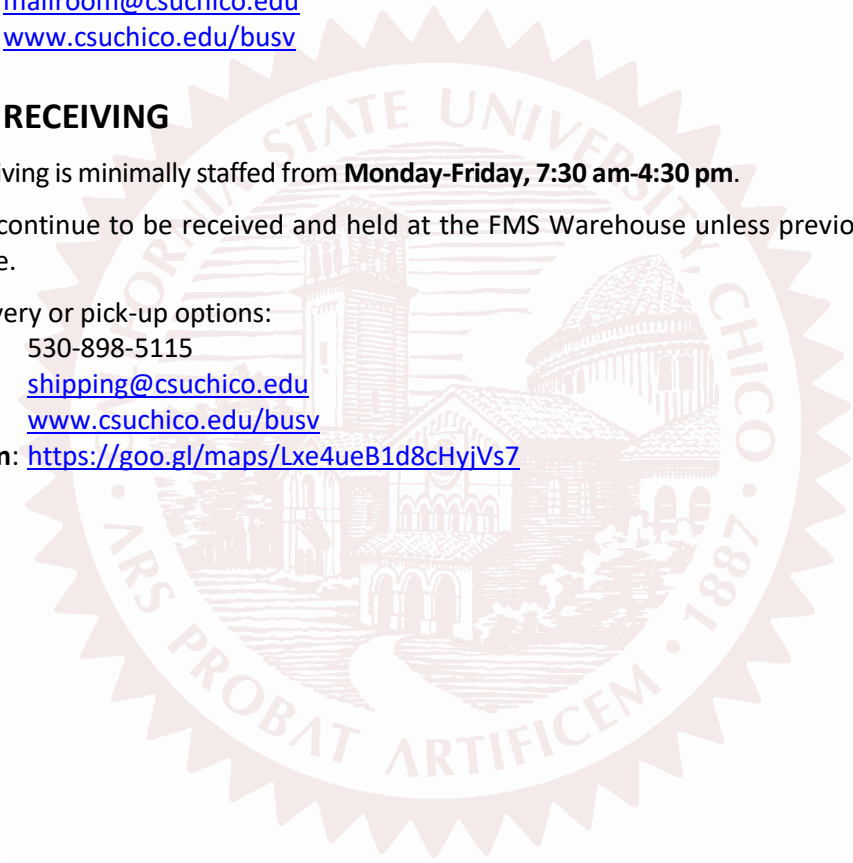 mailroom@csuchico.edu
www.csuchico.edu/busv
RECEIVING
iving is minimally staffed from Monday-Friday, 7:30 am-4:30 pm.
continue to be received and held at the FMS Warehouse unless previo
e.
very or pick-up options:
530-898-5115
shipping@csuchico.edu
www.csuchico.edu/busv
n: https://goo.gl/maps/Lxe4ueB1d8cHyjVs7
CALIFORNIA STATE UNIVERSITY, CHICO
ARS PROBAT ARTIFICEM • 1887 •